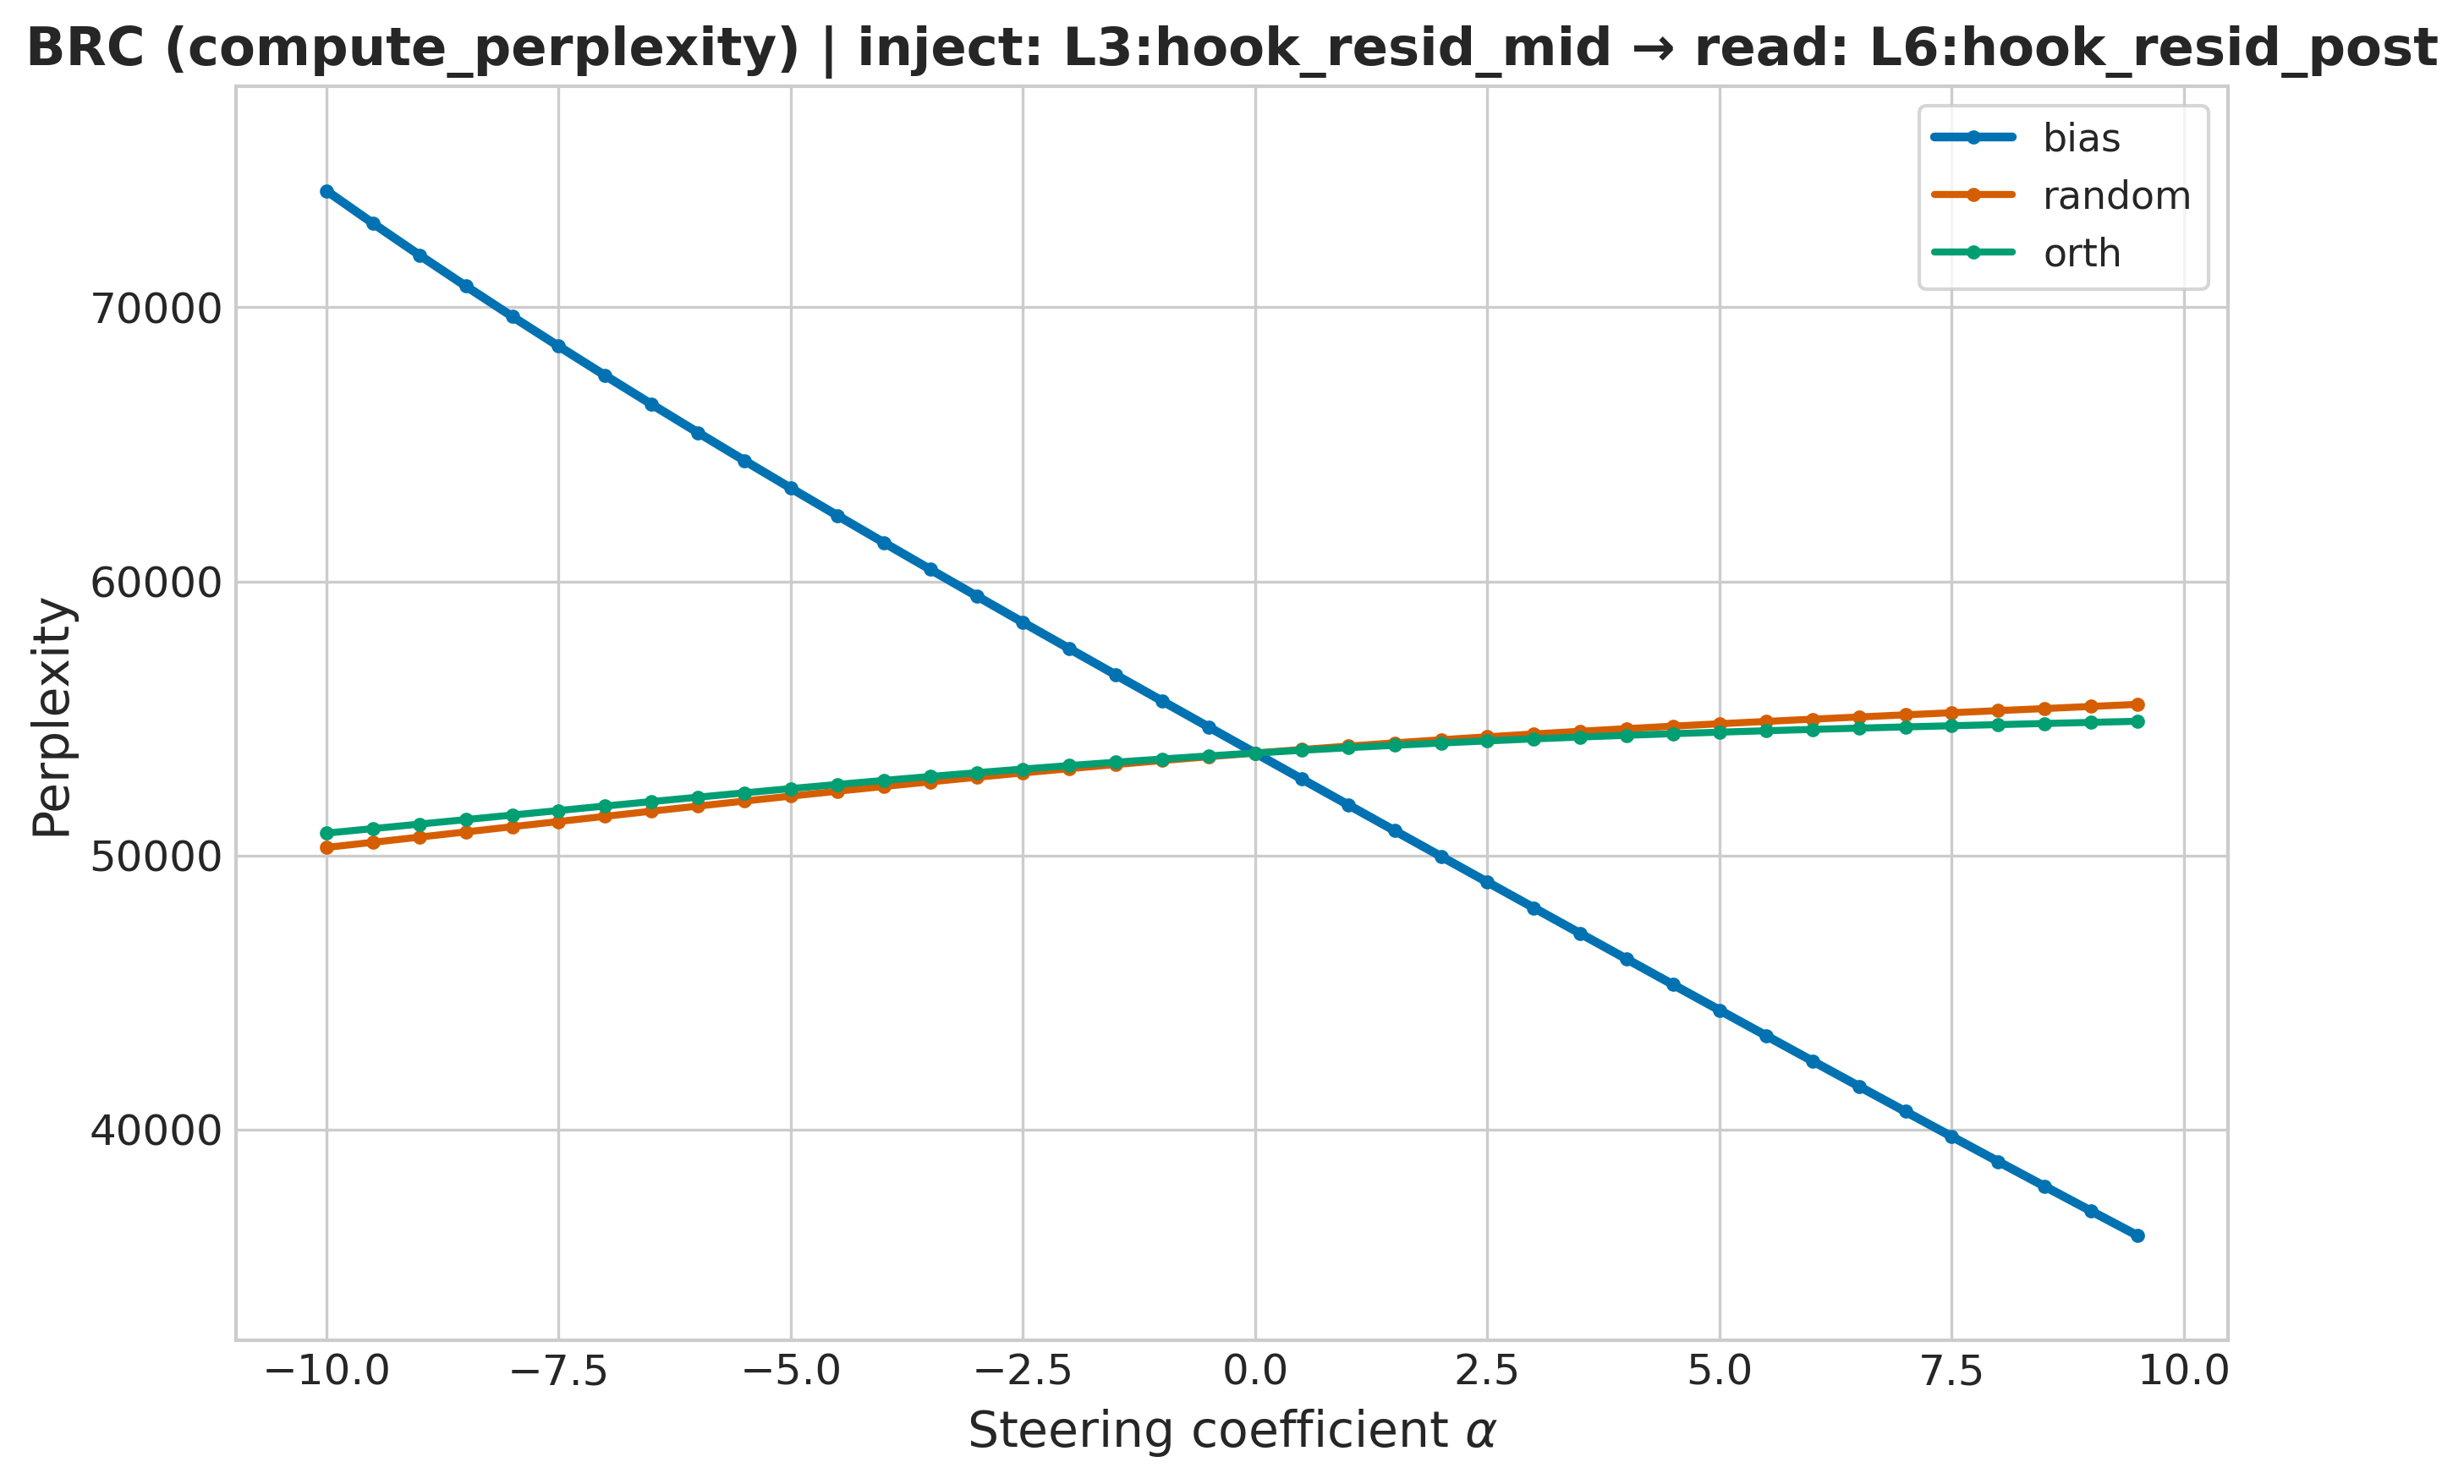 BRC (compute_perplexity) | inject: L3:hook_resid_mid → read: L6:hook_resid_post
bias
random
orth
Perplexity
70000
60000
50000
40000
−10.0 −7.5 −5.0 −2.5 0.0 2.5 5.0 7.5 10.0
Steering coefficient α